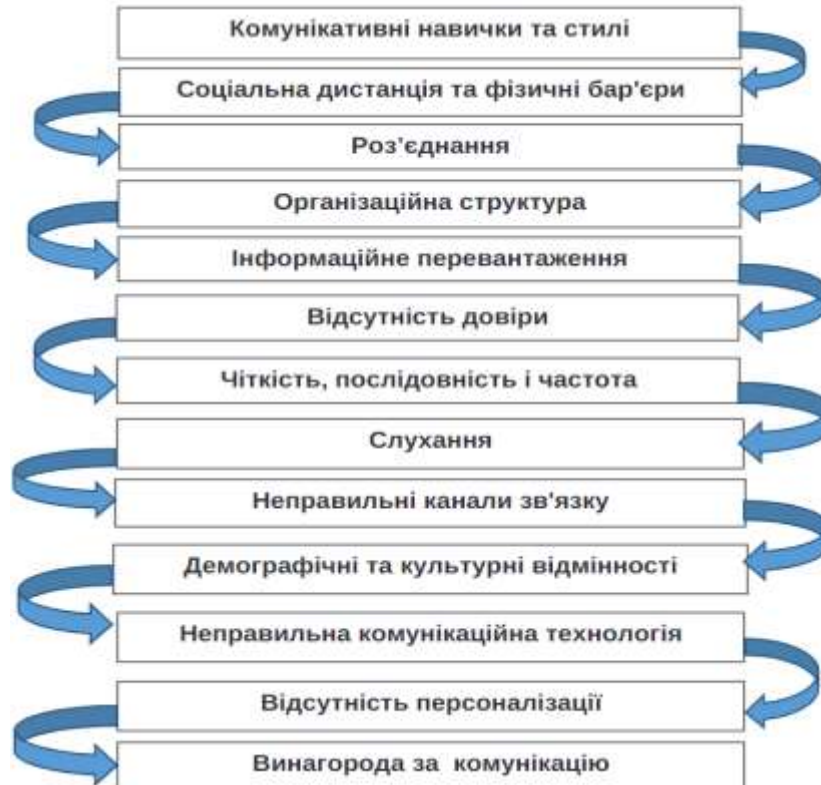 Комунікативні навички та стилі
Соціальна дистанція та фізичні бар'єри
Роз’єднання
Організаційна структура
Інформаційне перевантаження
Відсутність довіри
Чіткість, послідовність і частота
Слухання
Неправильні канали зв'язку
Демографічні та культурні відмінності
Неправильна комунікаційна технологія
Відсутність персоналізації
Винагорода за комунікацію